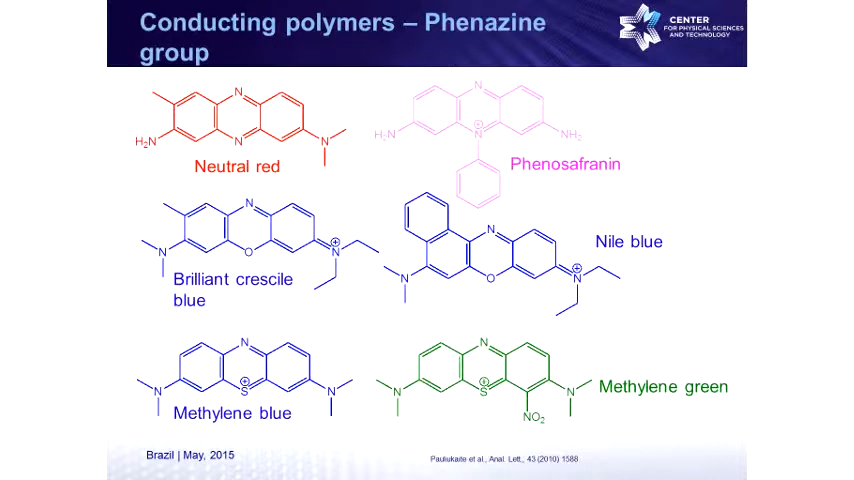 Conducting polymers – Phenazine
group
CENTER
FOR PHYSICAL SCIENCES
AND TECHNOLOGY
N
H2N
N
N
Neutral red
N
H2N
N
NH2
Phenosafranin
N
N
O
N
Brilliant crescile
blue
N
N
O
N
Nile blue
N
N
S
N
Methylene blue
N
N
S
N
NO2
Methylene green
Brazil | May, 2015
Pauliukaite et al., Anal. Lett., 43 (2010) 1588